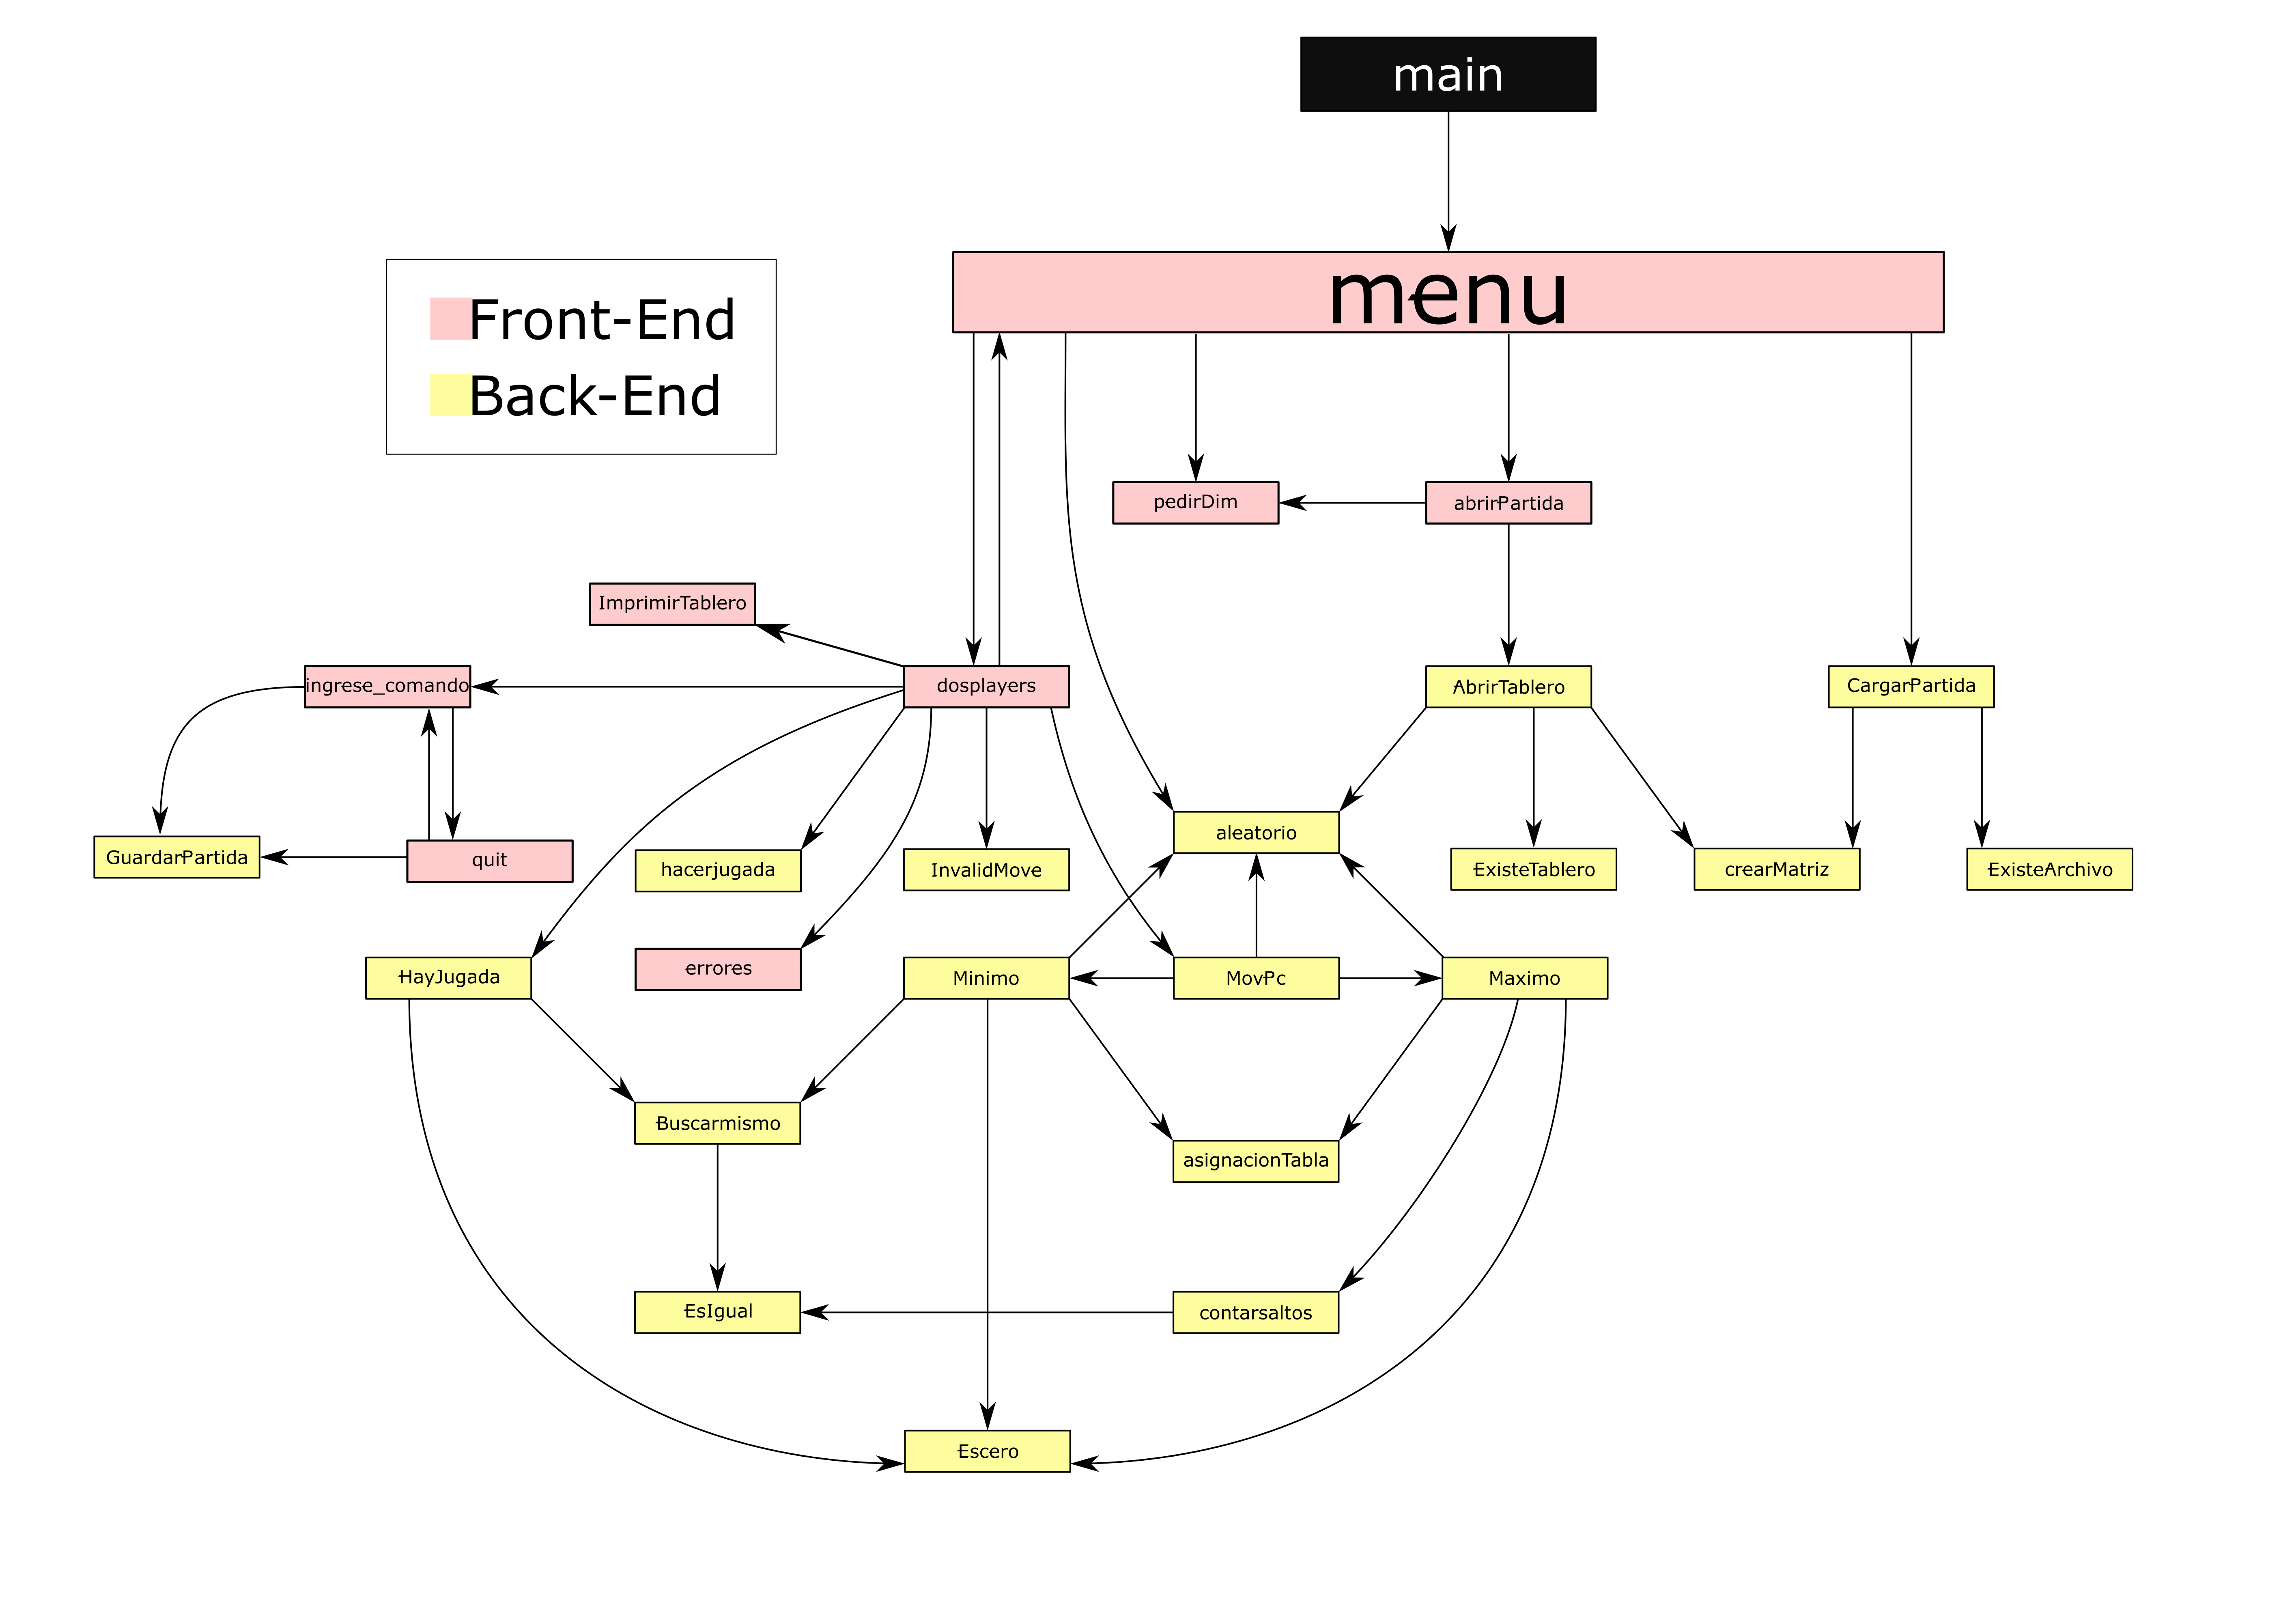 main
menu
Front-End
Back-End
pedirDim
abrirPartida
ImprimirTablero
ingrese_comando
dosplayers
AbrirTablero
CargarPartida
aleatorio
GuardarPartida
quit
hacerjugada
InvalidMove
ExisteTablero
crearMatriz
ExisteArchivo
HayJugada
errores
Minimo
MovPc
Maximo
Buscarmismo
asignacionTabla
EsIgual
contarsaltos
Escero